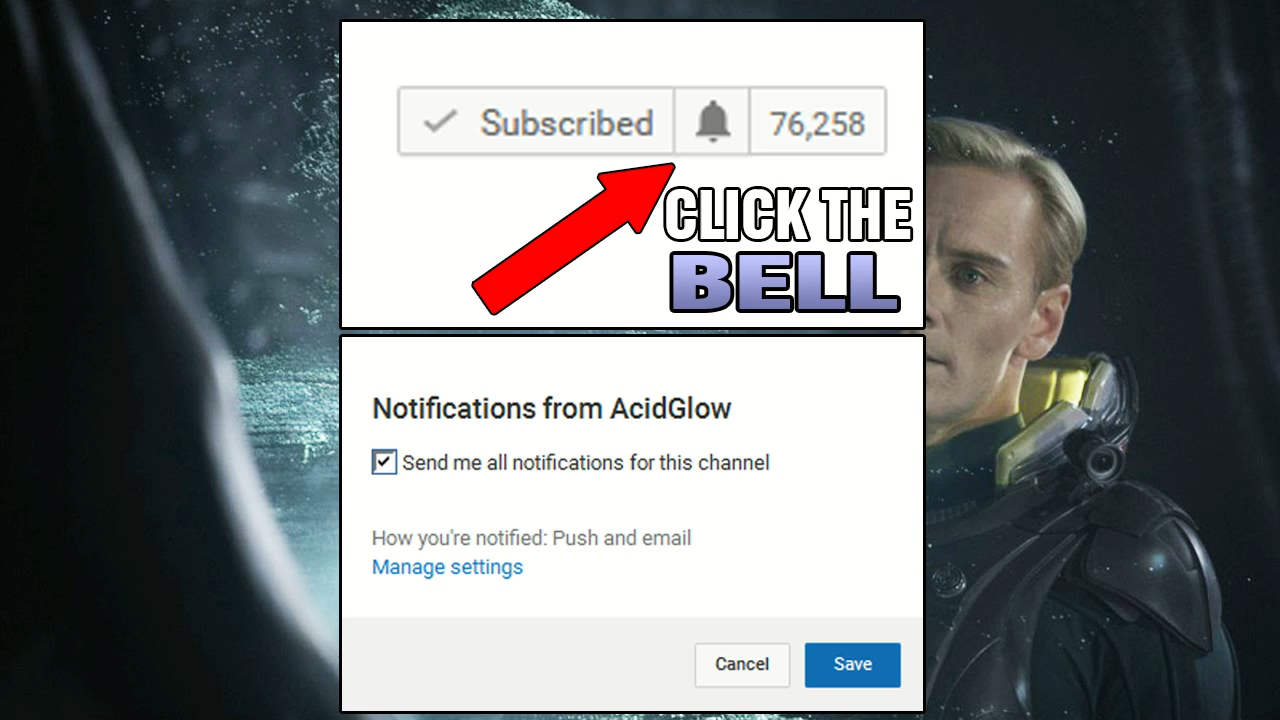 Subscribed 76,258
CLICK THE
BELL
Notifications from AcidGlow
Send me all notifications for this channel
How you're notified: Push and email
Manage settings
Cancel Save